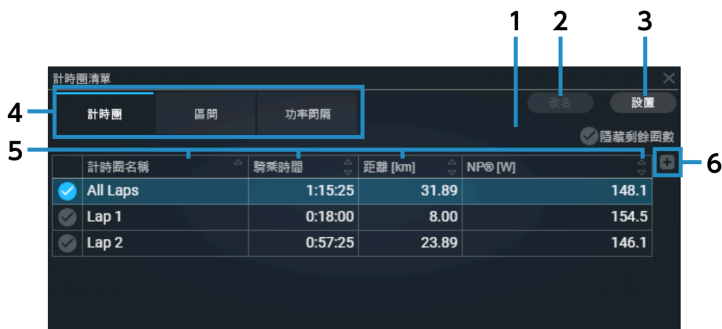 1 2 3
計時圈清單
改名 設置
4 計時圈 區間 功率間隔
隱藏剩餘圈數
5
計時圈名稱 騎乘時間 距離 [km] NP® [W] 6
All Laps 1:15:25 31.89 148.1
Lap 1 0:18:00 8.00 154.5
Lap 2 0:57:25 23.89 146.1